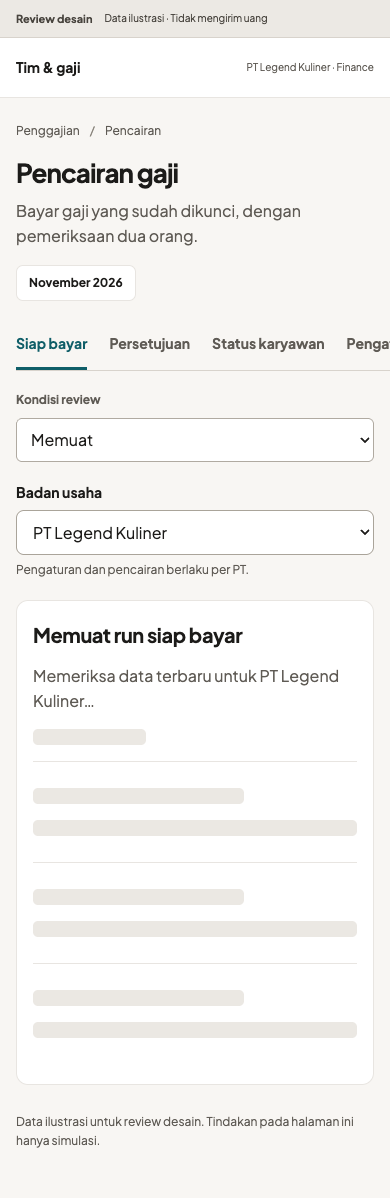 Review desain Data ilustrasi · Tidak mengirim uang
Tim & gaji PT Legend Kuliner · Finance
Penggajian / Pencairan
Pencairan gaji
Bayar gaji yang sudah dikunci, dengan
pemeriksaan dua orang.
November 2026
Siap bayar Persetujuan Status karyawan Penga
Kondisi review
Memuat
Badan usaha
PT Legend Kuliner
Pengaturan dan pencairan berlaku per PT.
Memuat run siap bayar
Memeriksa data terbaru untuk PT Legend
Kuliner…
Data ilustrasi untuk review desain. Tindakan pada halaman ini
hanya simulasi.